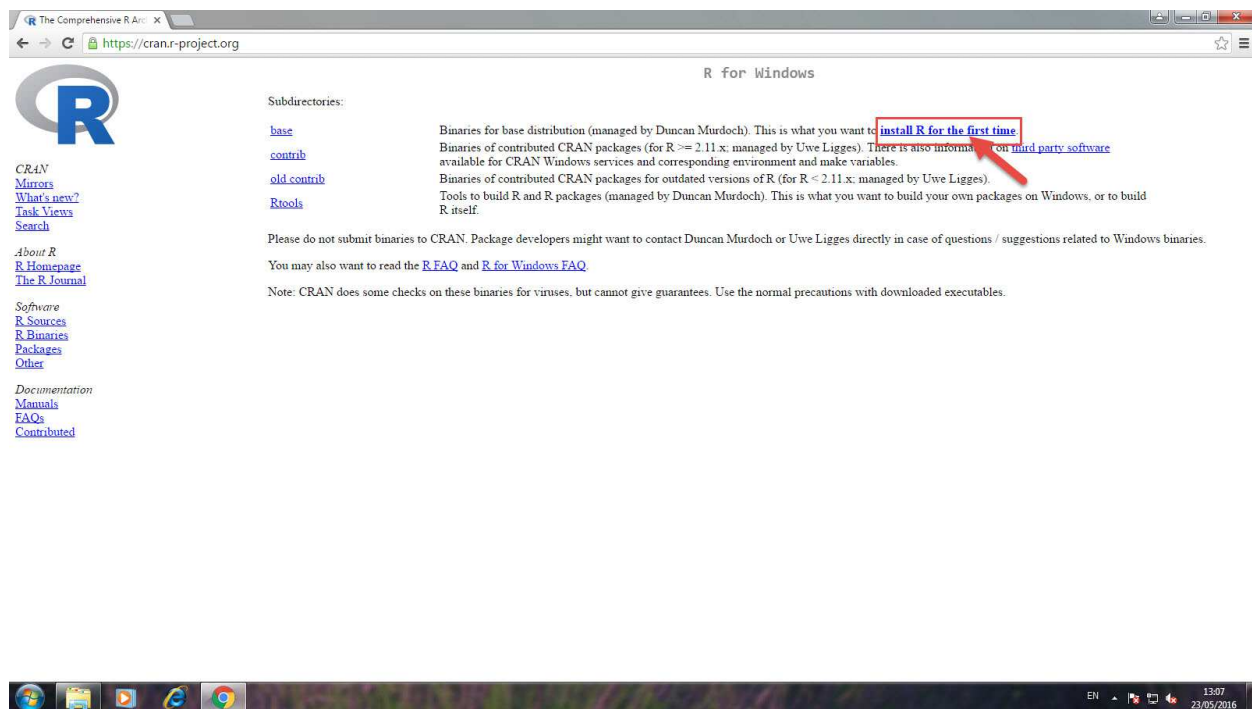 The Comprehensive R Arc
https://cran.r-project.org
R
CRAN
Mirrors
What's new?
Task Views
Search
About R
R Homepage
The R Journal
Software
R Sources
R Binaries
Packages
Other
Documentation
Manuals
FAQs
Contributed
R for Windows
Subdirectories:
base
Binaries for base distribution (managed by Duncan Murdoch). This is what you want to install R for the first time.
contrib
Binaries of contributed CRAN packages (for R >= 2.11.x; managed by Uwe Ligges). There is also information on third party software
available for CRAN Windows services and corresponding environment and make variables.
old contrib
Binaries of contributed CRAN packages for outdated versions of R (for R < 2.11.x; managed by Uwe Ligges).
Rtools
Tools to build R and R packages (managed by Duncan Murdoch). This is what you want to build your own packages on Windows, or to build
R itself.
Please do not submit binaries to CRAN. Package developers might want to contact Duncan Murdoch or Uwe Ligges directly in case of questions / suggestions related to Windows binaries.
You may also want to read the R FAQ and R for Windows FAQ.
Note: CRAN does some checks on these binaries for viruses, but cannot give guarantees. Use the normal precautions with downloaded executables.
EN
13:07
23/05/2016